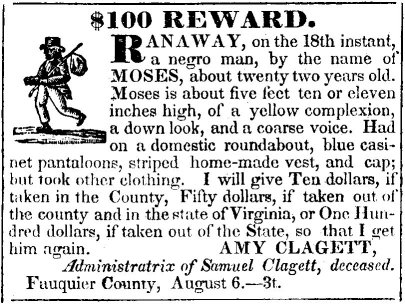 $100 REWARD.
RANAWAY, on the 18th instant,
a negro man, by the name of
MOSES, about twenty two years old.
Moses is about five feet ten or eleven
inches high, of a yellow complexion,
a down look, and a coarse voice. Had
on a domestic roundabout, blue casi-
net pantaloons, striped home-made vest, and cap;
but took other clothing. I will give Ten dollars, if
taken in the County, Fifty dollars, if taken out of
the county and in the state of Virginia, or One Hun-
dred dollars, if taken out of the State, so that I get
him again. AMY CLAGETT,
Administratrix of Samuel Clagett, deceased.
Fauquier County, August 6.—3t.